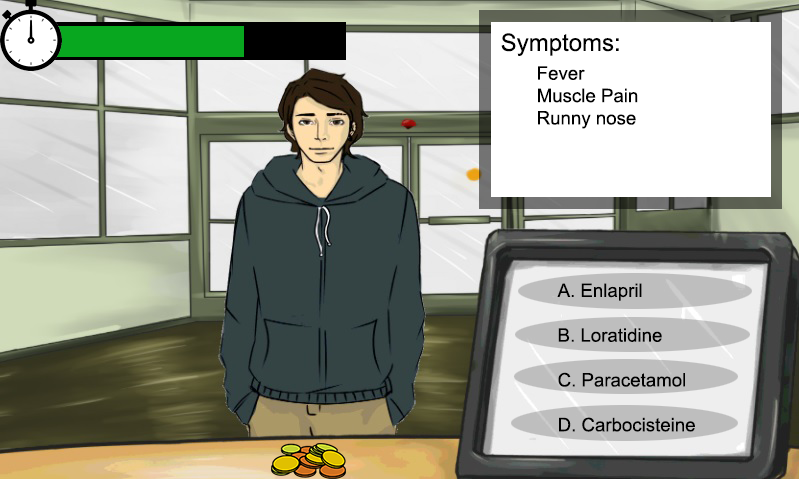 Symptoms:
Fever
Muscle Pain
Runny nose
A. Enlapril
B. Loratidine
C. Paracetamol
D. Carbocisteine